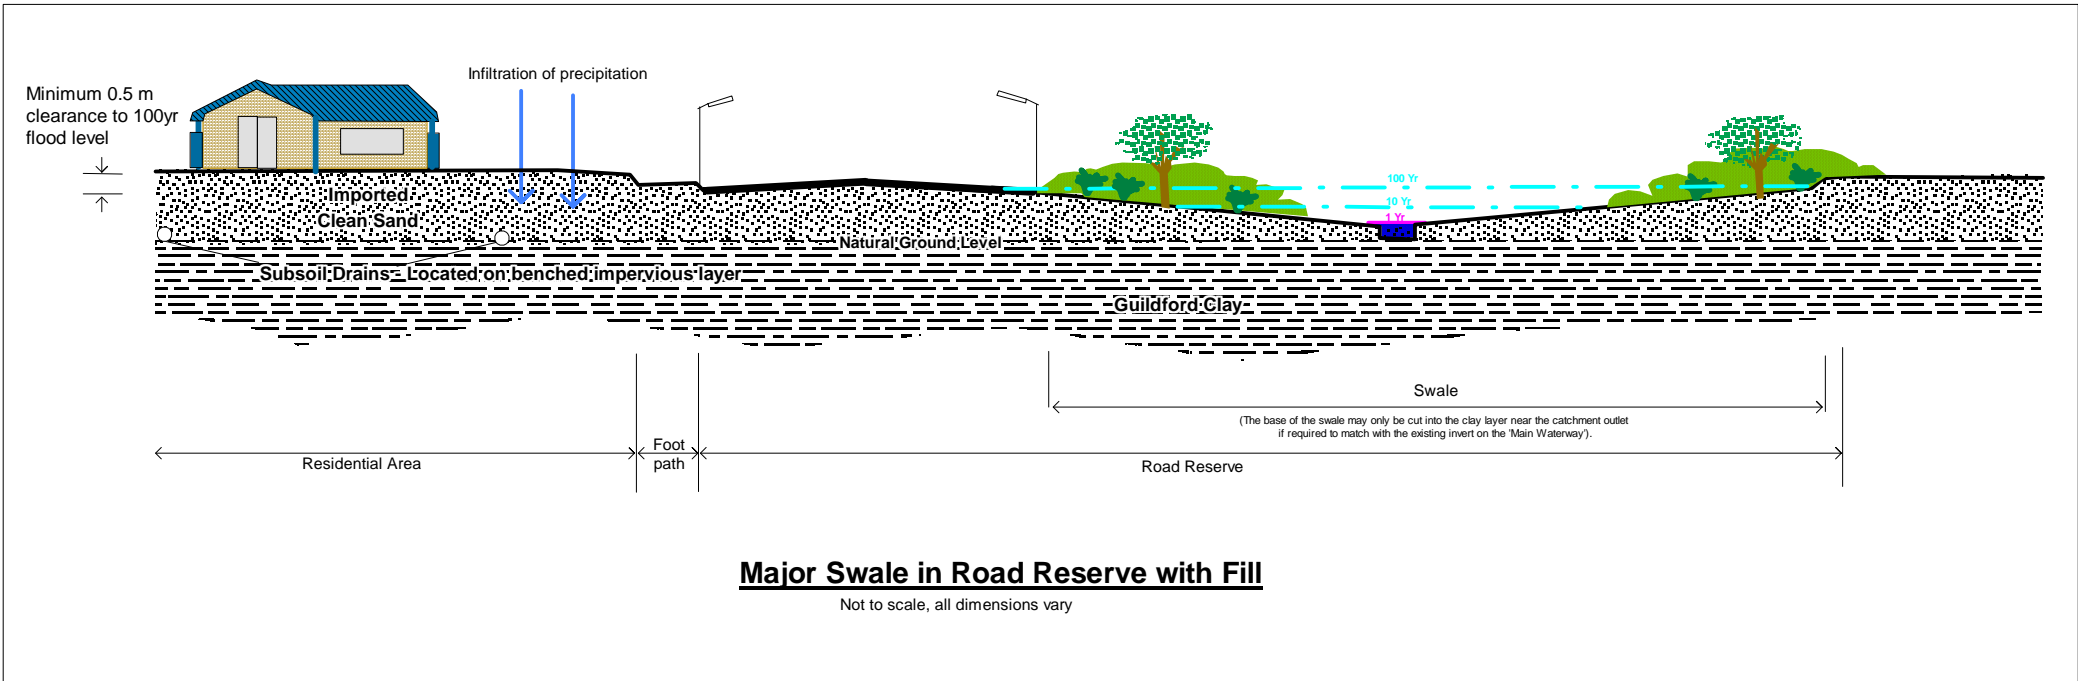 Infiltration of precipitation
Minimum 0.5 m
clearance to 100yr
flood level
100 Yr
10 Yr
1 Yr
Imported
Clean Sand
Natural Ground Level
Subsoil Drains - Located on benched impervious layer
Guildford Clay
Swale
(The base of the swale may only be cut into the clay layer near the catchment outlet
if required to match with the existing invert on the 'Main Waterway').
Residential Area
Foot
path
Road Reserve
Major Swale in Road Reserve with Fill
Not to scale, all dimensions vary